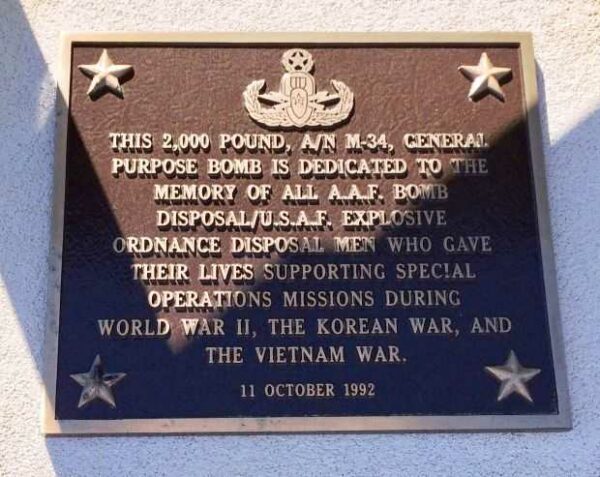 THIS 2,000 POUND, A/N M-34, GENERAL
PURPOSE BOMB IS DEDICATED TO THE
MEMORY OF ALL A.A.F. BOMB
DISPOSAL/U.S.A.F. EXPLOSIVE
ORDNANCE DISPOSAL MEN WHO GAVE
THEIR LIVES SUPPORTING SPECIAL
OPERATIONS MISSIONS DURING
WORLD WAR II, THE KOREAN WAR, AND
THE VIETNAM WAR.
11 OCTOBER 1992